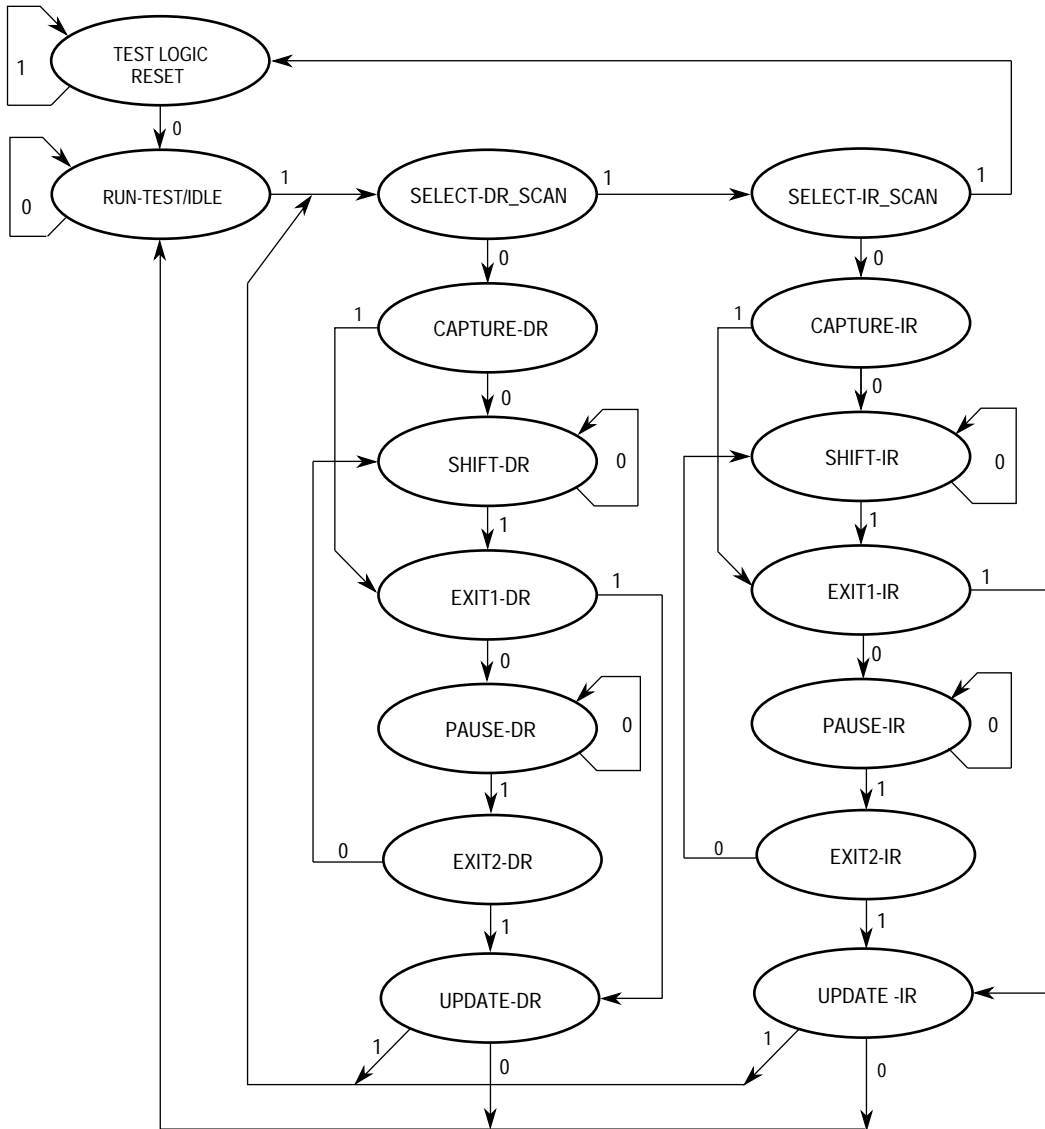 TEST LOGIC
RESET
1
0
RUN-TEST/IDLE
0
1
SELECT-DR_SCAN
1
SELECT-IR_SCAN
1
0
0
CAPTURE-DR
1
CAPTURE-IR
1
0
0
SHIFT-DR
0
SHIFT-IR
0
1
1
EXIT1-DR
1
EXIT1-IR
1
0
0
PAUSE-DR
0
PAUSE-IR
0
1
1
EXIT2-DR
0
EXIT2-IR
0
1
1
UPDATE-DR
UPDATE -IR
1
0
1
0